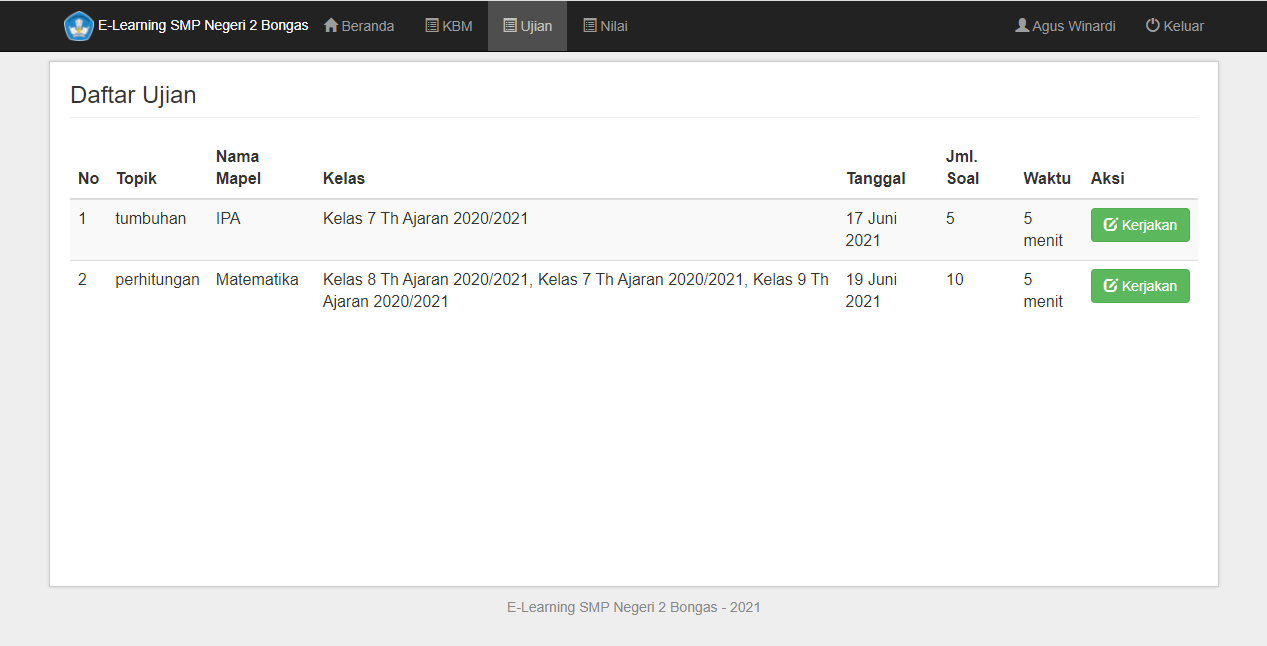 E-Learning SMP Negeri 2 Bongas Beranda KBM Ujian Nilai Agus Winardi Keluar
Daftar Ujian
No Topik Nama Mapel Kelas Tanggal Jml. Soal Waktu Aksi
1 tumbuhan IPA Kelas 7 Th Ajaran 2020/2021 17 Juni 2021 5 5 menit Kerjakan
2 perhitungan Matematika Kelas 8 Th Ajaran 2020/2021, Kelas 7 Th Ajaran 2020/2021, Kelas 9 Th Ajaran 2020/2021 19 Juni 2021 10 5 menit Kerjakan
E-Learning SMP Negeri 2 Bongas - 2021